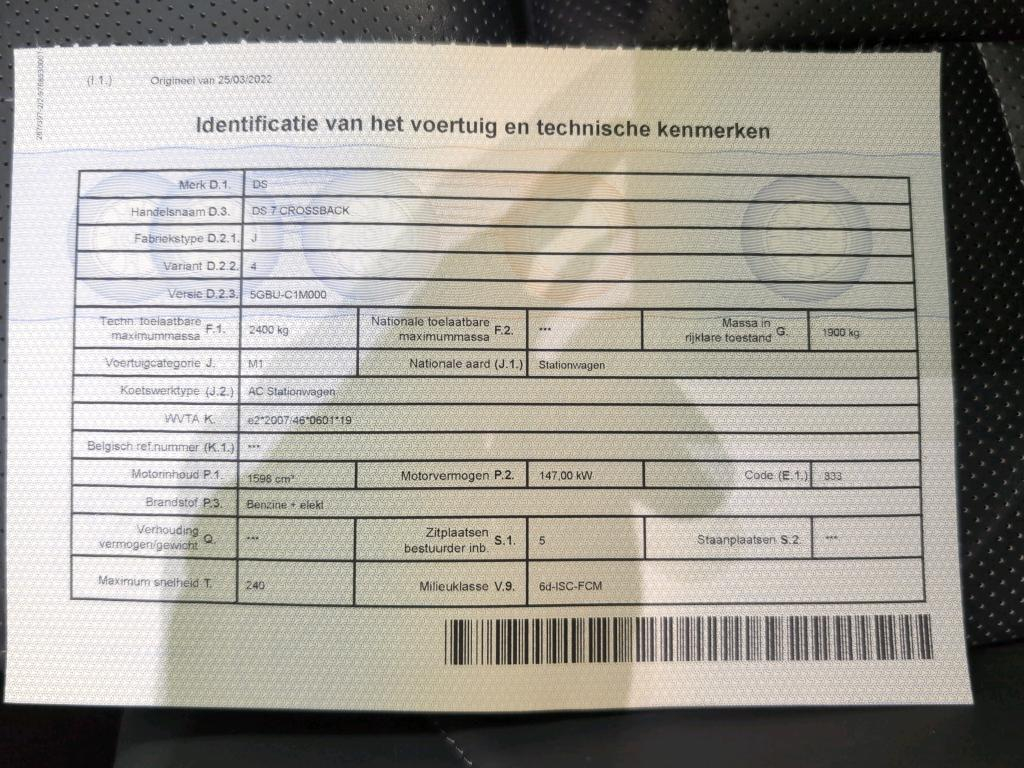 (I.1.) Origineel van 25/03/2022
Identificatie van het voertuig en technische kenmerken
Merk D.1. DS
Handelsnaam D.3. DS 7 CROSSBACK
Fabriekstype D.2.1. J
Variant D.2.2. 4
Versie D.2.3. 5GBU-C1M000
Techn. toelaatbare maximummassa F.1. 2400 kg Nationale toelaatbare maximummassa F.2. *** Massa in rijklare toestand G. 1900 kg
Voertuigcategorie J. M1 Nationale aard (J.1.) Stationwagen
Koetswerktype (J.2.) AC Stationwagen
WVTA K. e2*2007/46*0601*19
Belgisch ref.nummer (K.1.) ***
Motorinhoud P.1. 1598 cm³ Motorvermogen P.2. 147,00 kW Code (E.1.) 833
Brandstof P.3. Benzine + elekt
Verhouding vermogen/gewicht Q. *** Zitplaatsen bestuurder inb. S.1. 5 Staanplaatsen S.2. ***
Maximum snelheid T. 240 Milieuklasse V.9. 6d-ISC-FCM